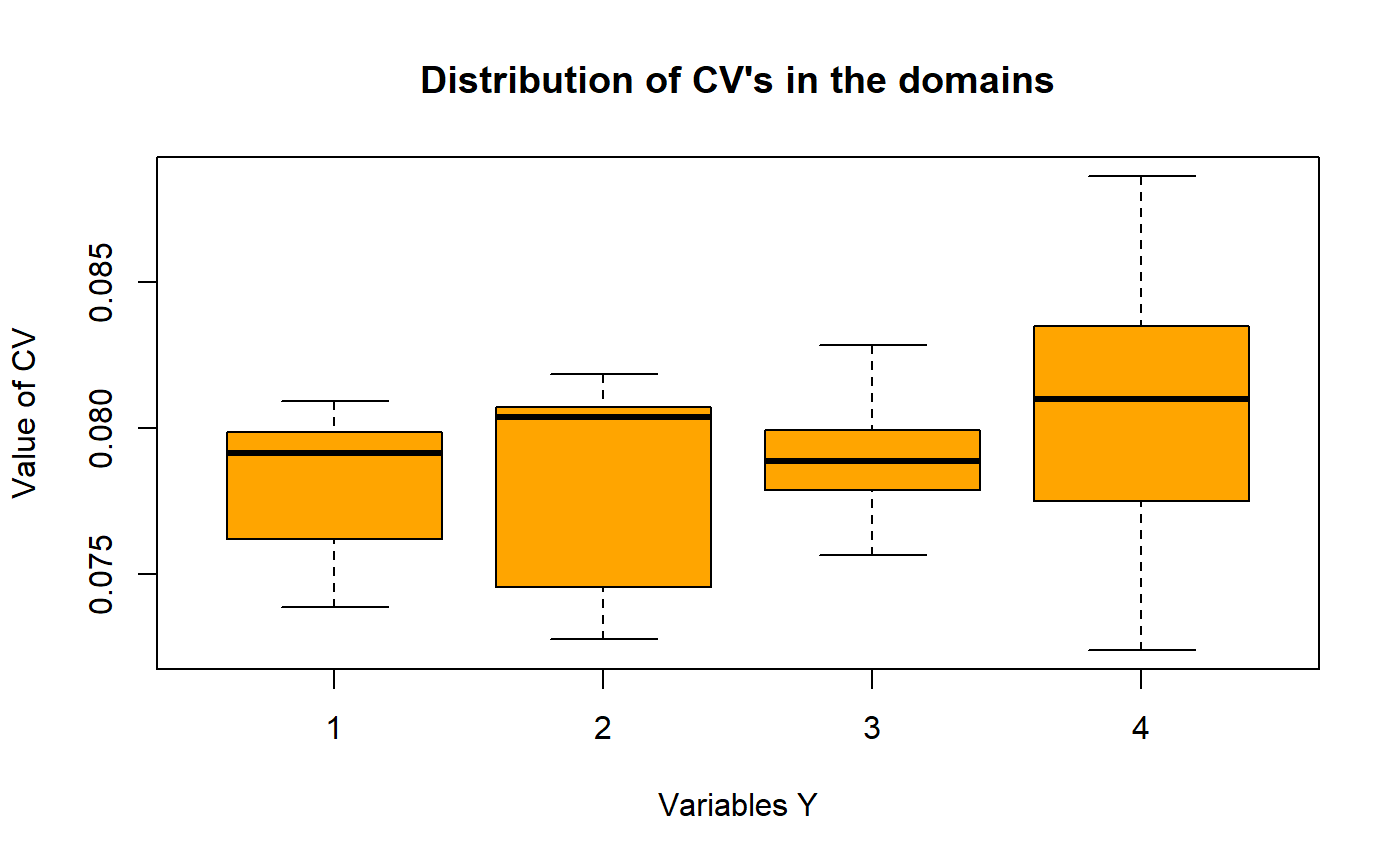 Distribution of CV's in the domains
Value of CV
0.085
0.080
0.075
1 2 3 4
Variables Y